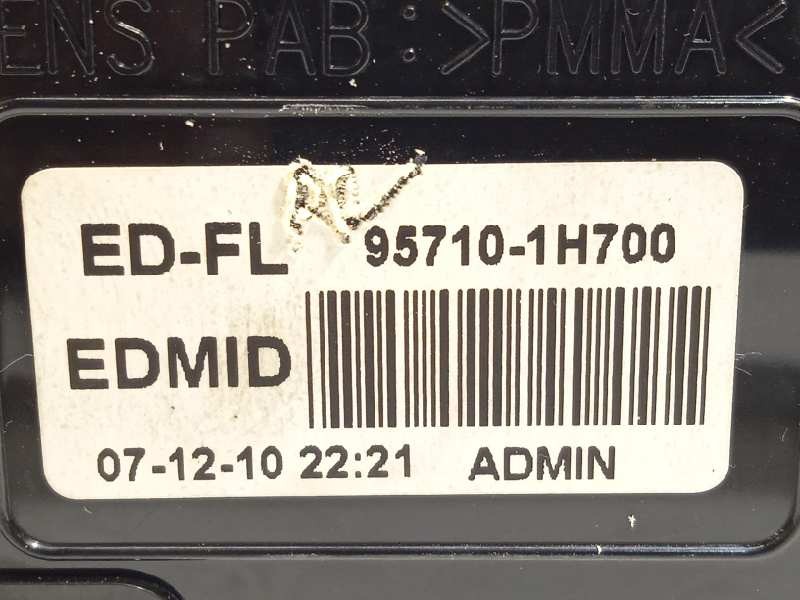 ENS PAB:>PMMA<
ED-FL 95710-1H700
EDMID
07-12-10 22:21 ADMIN